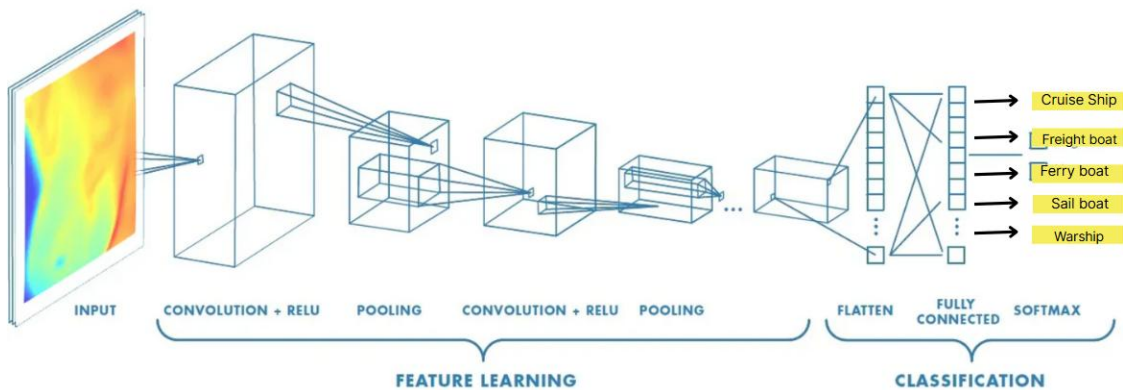 Cruise Ship
Freight boat
Ferry boat
Sail boat
Warship
INPUT
CONVOLUTION + RELU
POOLING
CONVOLUTION + RELU
POOLING
FLATTEN
FULLY
CONNECTED
SOFTMAX
FEATURE LEARNING
CLASSIFICATION